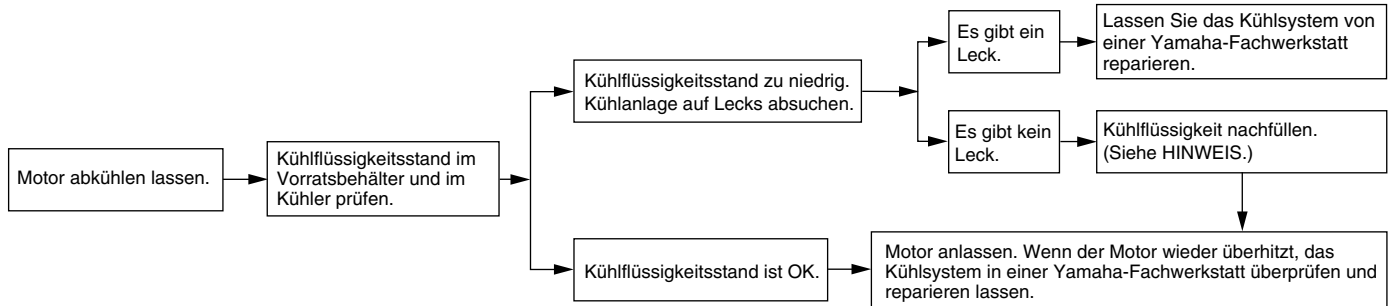 Motor abkühlen lassen.
Kühlflüssigkeitsstand im
Vorratsbehälter und im
Kühler prüfen.
Kühlflüssigkeitsstand zu niedrig.
Kühlanlage auf Lecks absuchen.
Es gibt ein
Leck.
Lassen Sie das Kühlsystem von
einer Yamaha-Fachwerkstatt
reparieren.
Es gibt kein
Leck.
Kühlflüssigkeit nachfüllen.
(Siehe HINWEIS.)
Kühlflüssigkeitsstand ist OK.
Motor anlassen. Wenn der Motor wieder überhitzt, das
Kühlsystem in einer Yamaha-Fachwerkstatt überprüfen und
reparieren lassen.